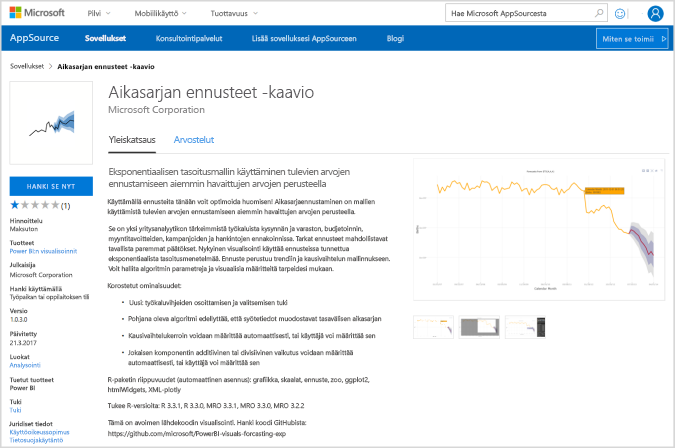 Microsoft
Pilvi
Mobiilikäyttö
Tuottavuus
Hae Microsoft AppSourcesta
AppSource
Sovellukset
Konsultointipalvelut
Lisää sovelluksesi AppSourceen
Blogi
Miten se toimii
Sovellukset > Aikasarjan ennusteet -kaavio
Aikasarjan ennusteet -kaavio
Microsoft Corporation
Yleiskatsaus
Arvostelut
HANKI SE NYT
(1)
Hinnoittelu
Maksuton
Tuotteet
Power BI:n visualisoinnit
Julkaisija
Microsoft Corporation
Hanki käyttämällä
Työpaikan tai oppilaitoksen tili
Versio
1.0.3.0
Päivitetty
21.3.2017
Luokat
Analysointi
Tuetut tuotteet
Power BI
Tuki
Tuki
Juridiset tiedot
Käyttöoikeussopimus
Tietosuojakäytäntö
Eksponentiaalisen tasoitusmallin käyttäminen tulevien arvojen
ennustamiseen aiemmin havaittujen arvojen perusteella
Käyttämällä ennusteita tänään voit optimoida huomiseni Aikasarjaennustaminen on mallien
käyttämistä tulevien arvojen ennustamiseen aiemmin havaittujen arvojen perusteella.
Se on yksi yritysanalytiikon tärkeimmistä työkaluista kysynnän ja varaston, budjetoinnin,
myyntitavoitteiden, kampanjoiden ja hankintojen ennakoinnissa. Tarkat ennusteet mahdollistavat
tavallista paremmat päätökset. Nykyinen visualisointi käyttää ennusteissa tunnettua
eksponentiaalista tasoitusmenetelmää. Ennuste perustuu trendiin ja kausivaihtelun mallinnukseen.
Voit hallita algoritmin parametreja ja visuaalisia määritteitä tarpeidesi mukaan.
Korostetut ominaisuudet:
• Uusi: työkaluvihjeiden osoittamisen ja valitsemisen tuki
• Pohjana oleva algoritmi edellyttää, että syötetiedot muodostavat tasavälisen aikasarjan
• Kausivaihtelukerroin voidaan määrittää automaattisesti, tai käyttäjä voi määrittää sen
• Jokaisen komponentin additiivinen tai divisiivinen vaikutus voidaan määrittää
automaattisesti, tai käyttäjä voi määrittää sen
R-paketin riippuvuudet (automaattinen asennus): grafiikka, skaalat, ennuste, zoo, ggplot2,
htmlWidgets, XML-plotly
Tukee R-versioita: R 3.3.1, R 3.3.0, MRO 3.3.1, MRO 3.3.0, MRO 3.2.2
Tämä on avoimen lähdekoodin visualisointi. Hanki koodi GitHubista:
https://github.com/microsoft/PowerBI-visuals-forcasting-exp